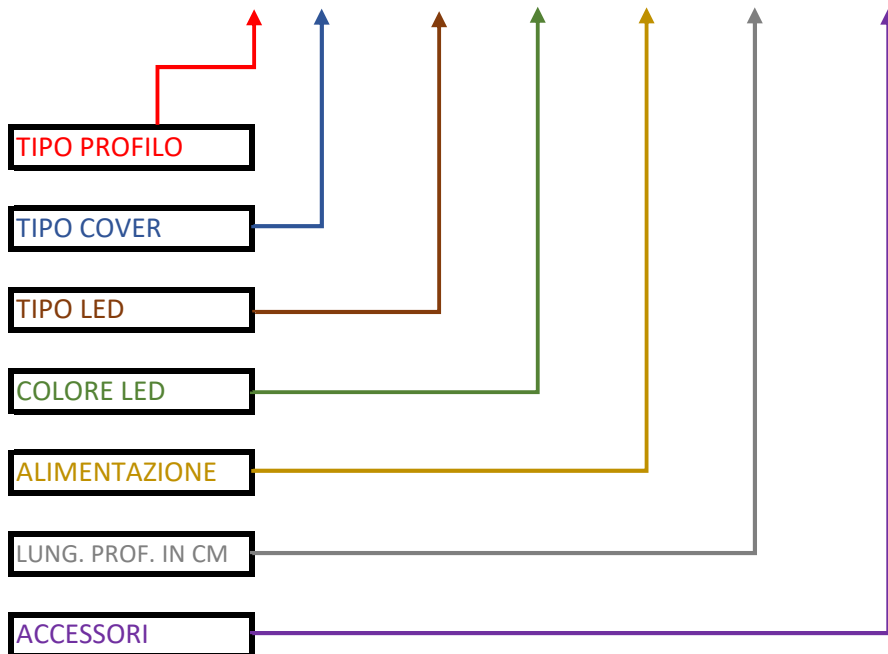 TIPO PROFILO
TIPO COVER
TIPO LED
COLORE LED
ALIMENTAZIONE
LUNG. PROF. IN CM
ACCESSORI